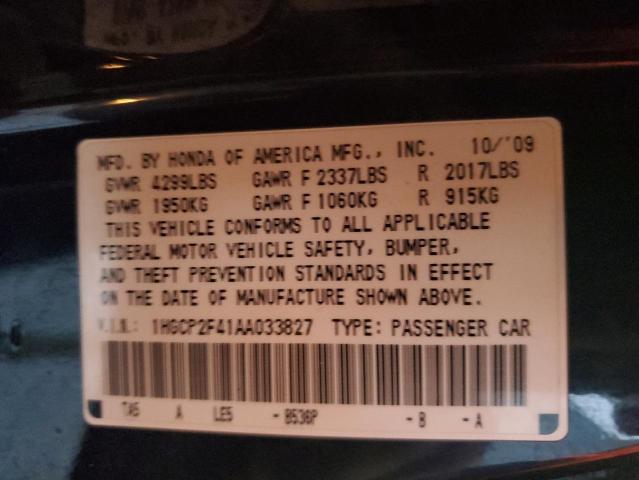 MFD. BY HONDA OF AMERICA MFG., INC. 10/'09
GVWR 4299LBS GAWR F 2337LBS R 2017LBS
GVWR 1950KG GAWR F 1060KG R 915KG
THIS VEHICLE CONFORMS TO ALL APPLICABLE
FEDERAL MOTOR VEHICLE SAFETY, BUMPER,
AND THEFT PREVENTION STANDARDS IN EFFECT
ON THE DATE OF MANUFACTURE SHOWN ABOVE.
V.I.N.: 1HGCP2F41AA033827 TYPE: PASSENGER CAR
TA5 A LE5 - B536P - B - A